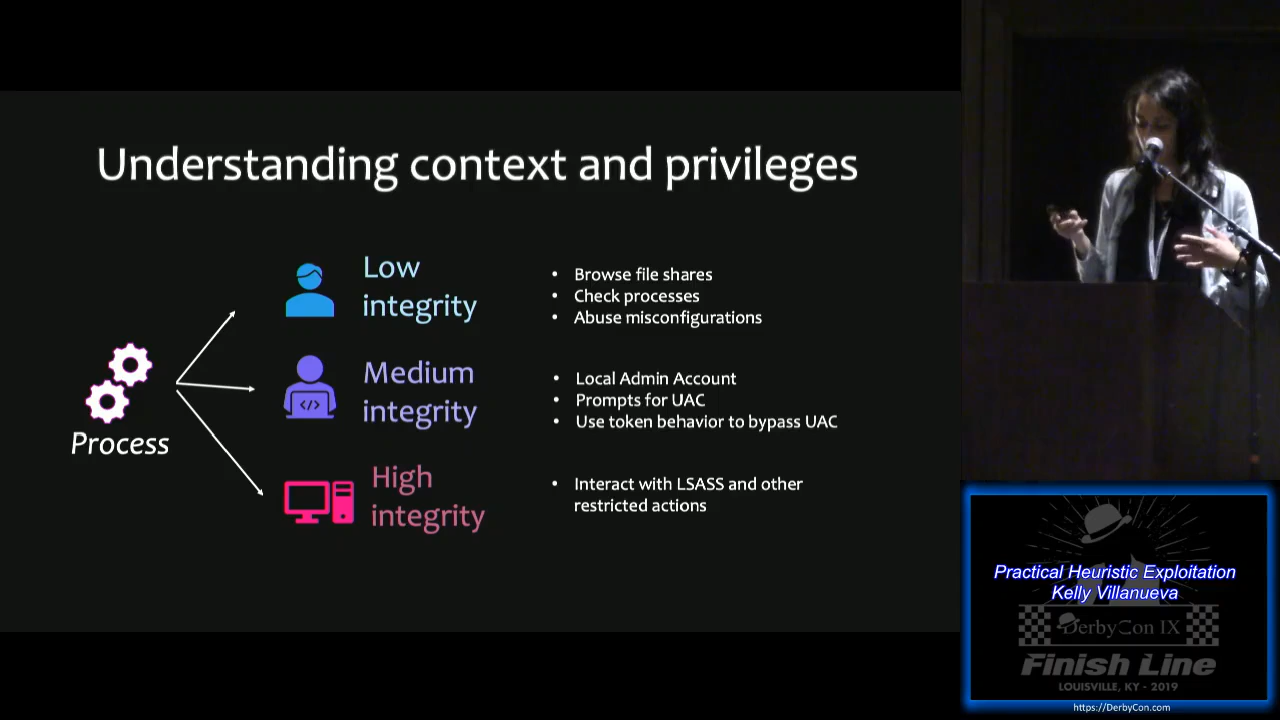 Understanding context and privileges
Low
integrity
• Browse file shares
• Check processes
• Abuse misconfigurations
Process
Medium
integrity
• Local Admin Account
• Prompts for UAC
• Use token behavior to bypass UAC
High
integrity
• Interact with LSASS and other
restricted actions
Practical Heuristic Exploitation
Kelly Villanueva
DerbyCon IX
Finish Line
LOUISVILLE, KY - 2019
https://DerbyCon.com